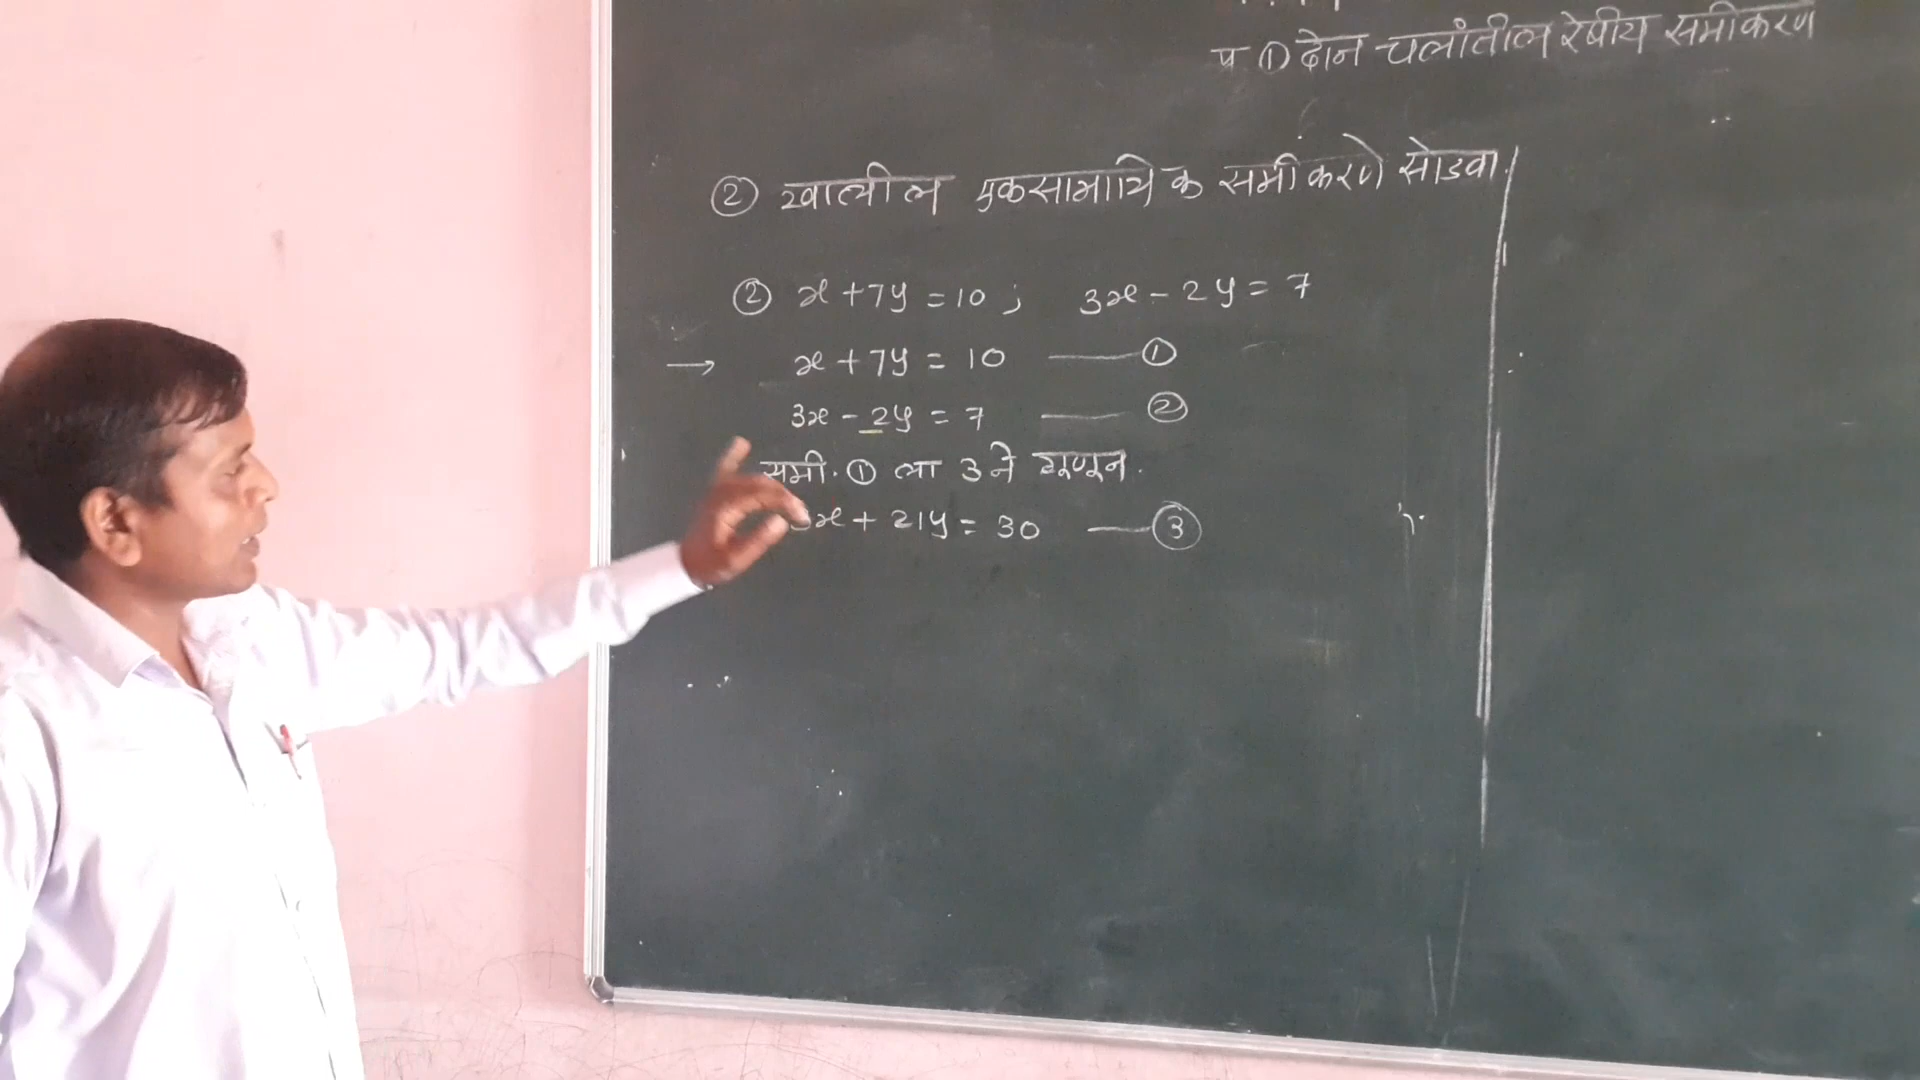 प्र ① दोन चलांतील रेषीय समीकरण
② खालील एकसामायिक समीकरणे सोडवा.
② x + 7y = 10 ; 3x - 2y = 7
→ x + 7y = 10 —— ①
3x - 2y = 7 —— ②
समी. ① ला 3 ने गुणून.
3x + 21y = 30 —— ③